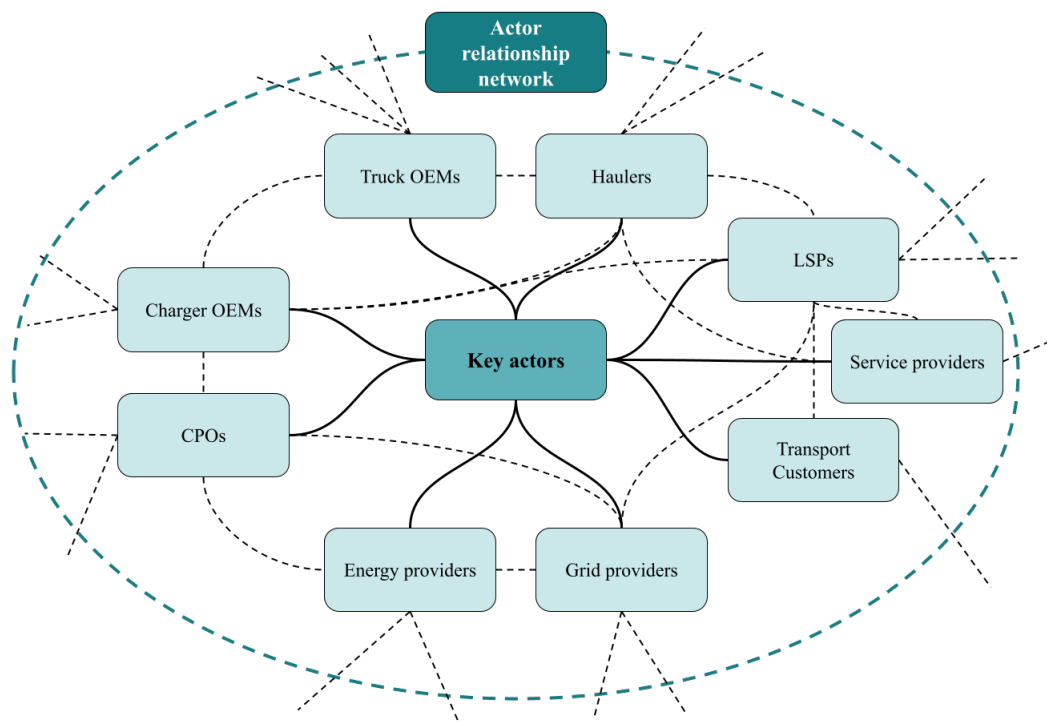 Actor
relationship
network
Truck OEMs
Haulers
LSPs
Charger OEMs
Key actors
Service providers
CPOs
Transport
Customers
Energy providers
Grid providers